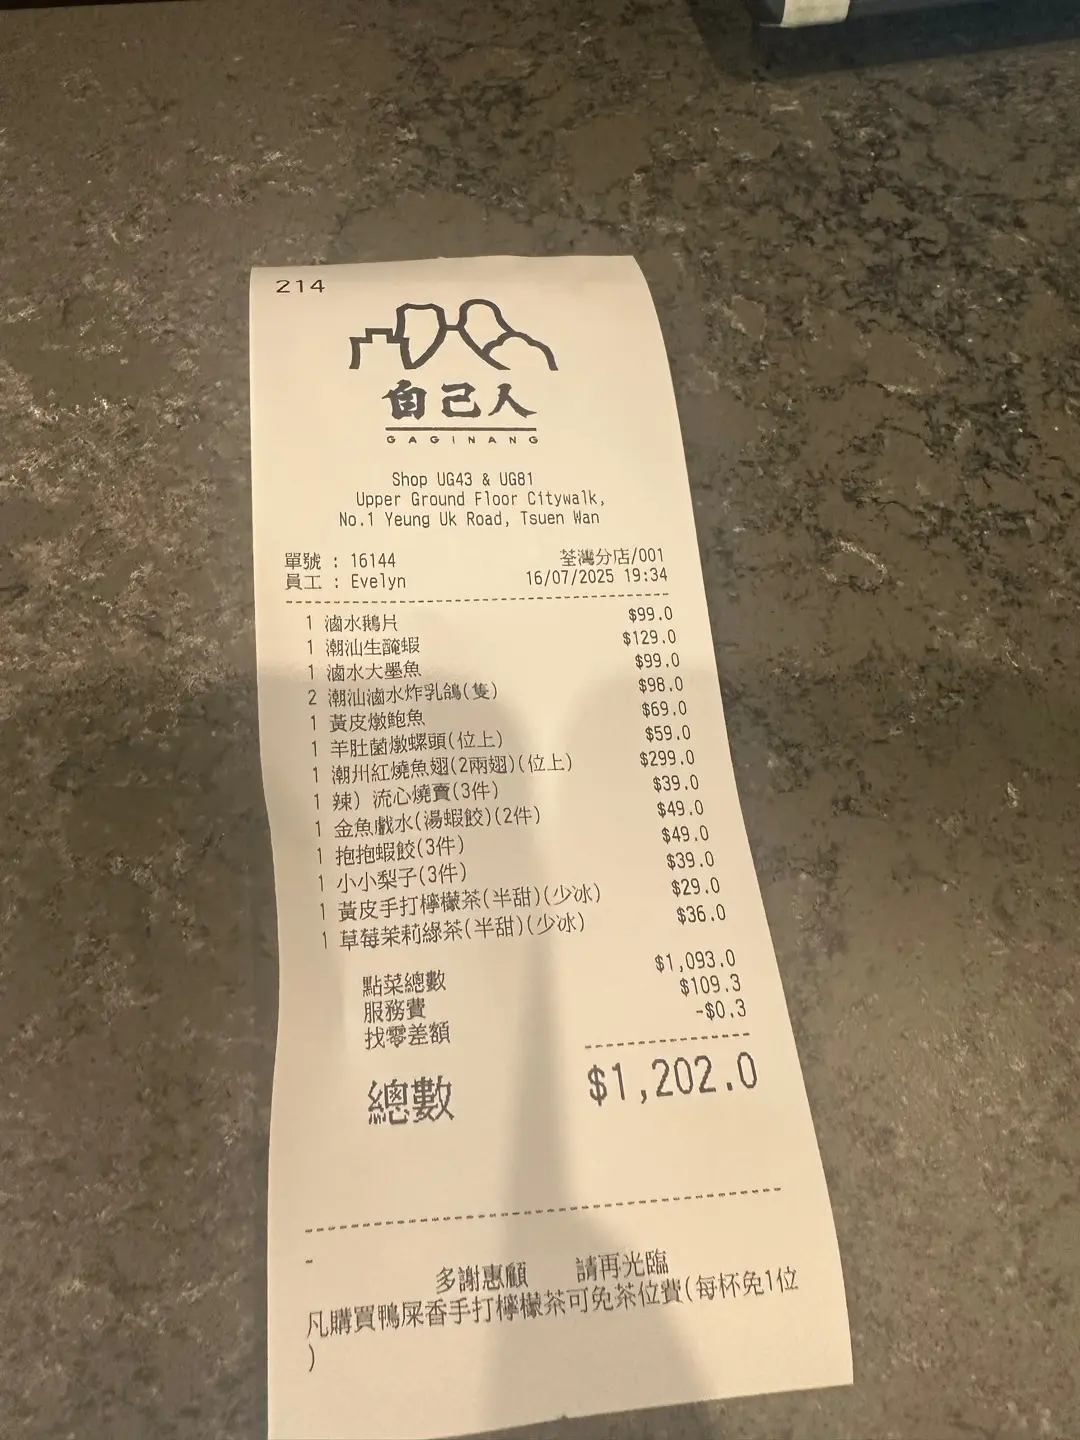 214
自己人
GAGINANG
Shop UG43 & UG81
Upper Ground Floor Citywalk,
No.1 Yeung Uk Road, Tsuen Wan
單號 : 16144 荃灣分店/001
員工 : Evelyn 16/07/2025 19:34
1 滷水鵝片 $99.0
1 潮汕生醃蝦 $129.0
1 滷水大墨魚 $99.0
2 潮汕滷水炸乳鴿(隻) $98.0
1 黃皮燉鮑魚 $69.0
1 羊肚菌燉螺頭(位上) $59.0
1 潮州紅燒魚翅(2兩翅)(位上) $299.0
1 辣) 流心燒賣(3件) $39.0
1 金魚戲水(湯蝦餃)(2件) $49.0
1 抱抱蝦餃(3件) $49.0
1 小小梨子(3件) $39.0
1 黃皮手打檸檬茶(半甜)(少冰) $29.0
1 草莓茉莉綠茶(半甜)(少冰) $36.0
點菜總數 $1,093.0
服務費 $109.3
找零差額 -$0.3
總數 $1,202.0
-
多謝惠顧 請再光臨
凡購買鴨屎香手打檸檬茶可免茶位費(每杯免1位
)